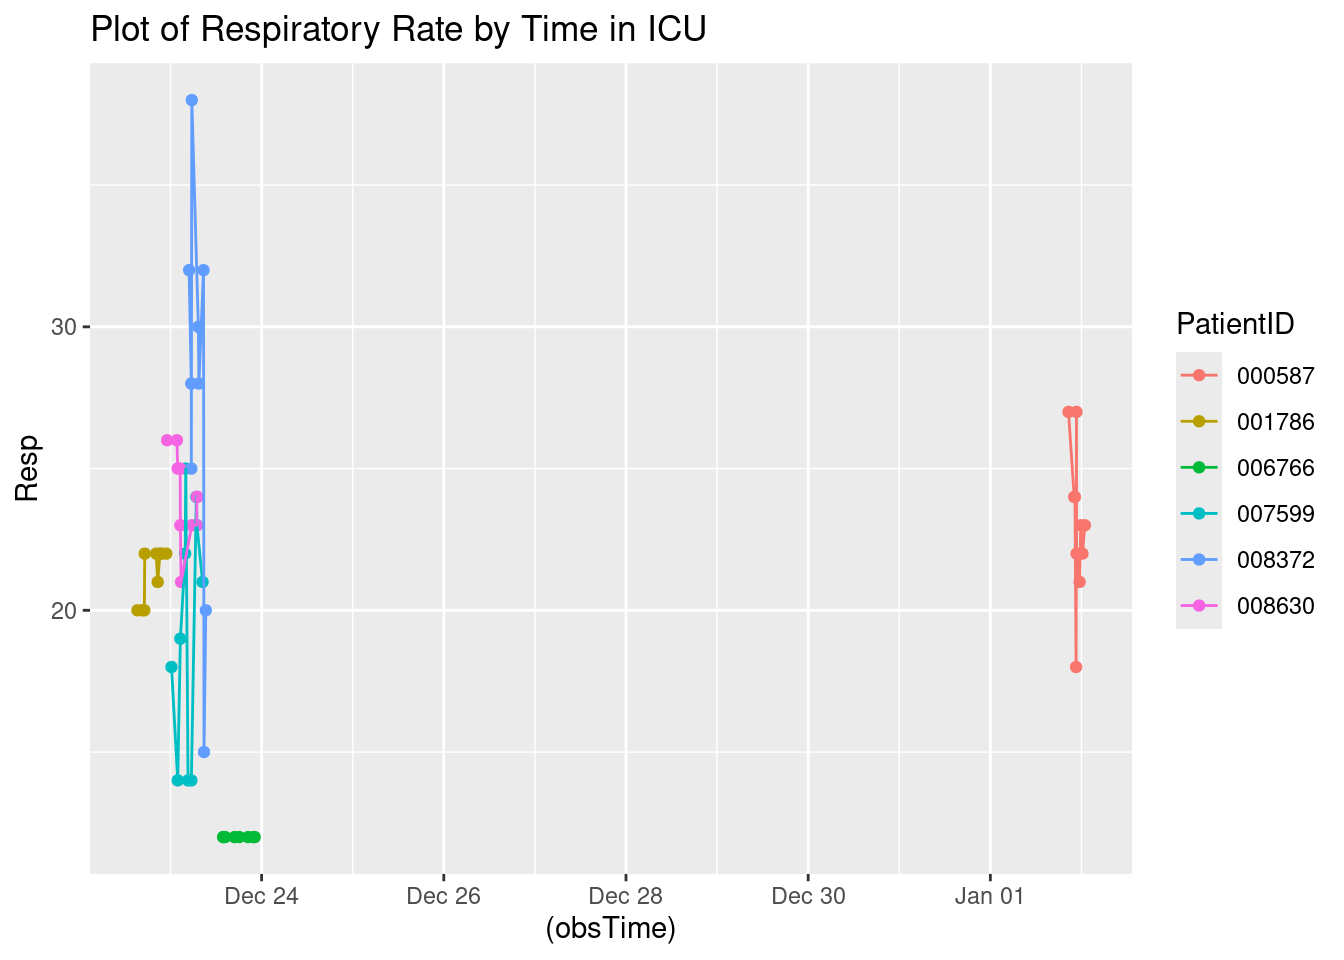 Plot of Respiratory Rate by Time in ICU
Resp
30
20
Dec 24
Dec 26
Dec 28
Dec 30
Jan 01
(obsTime)
PatientID
000587
001786
006766
007599
008372
008630